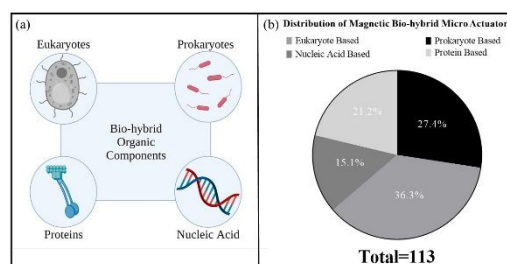 (a)
Eukaryotes
Prokaryotes
Bio-hybrid
Organic
Components
Proteins
Nucleic Acid
(b) Distribution of Magnetic Bio-hybrid Micro Actuator
Eukaryote Based
Prokaryote Based
Nucleic Acid Based
Protein Based
21.2%
27.4%
15.1%
36.3%
Total=113